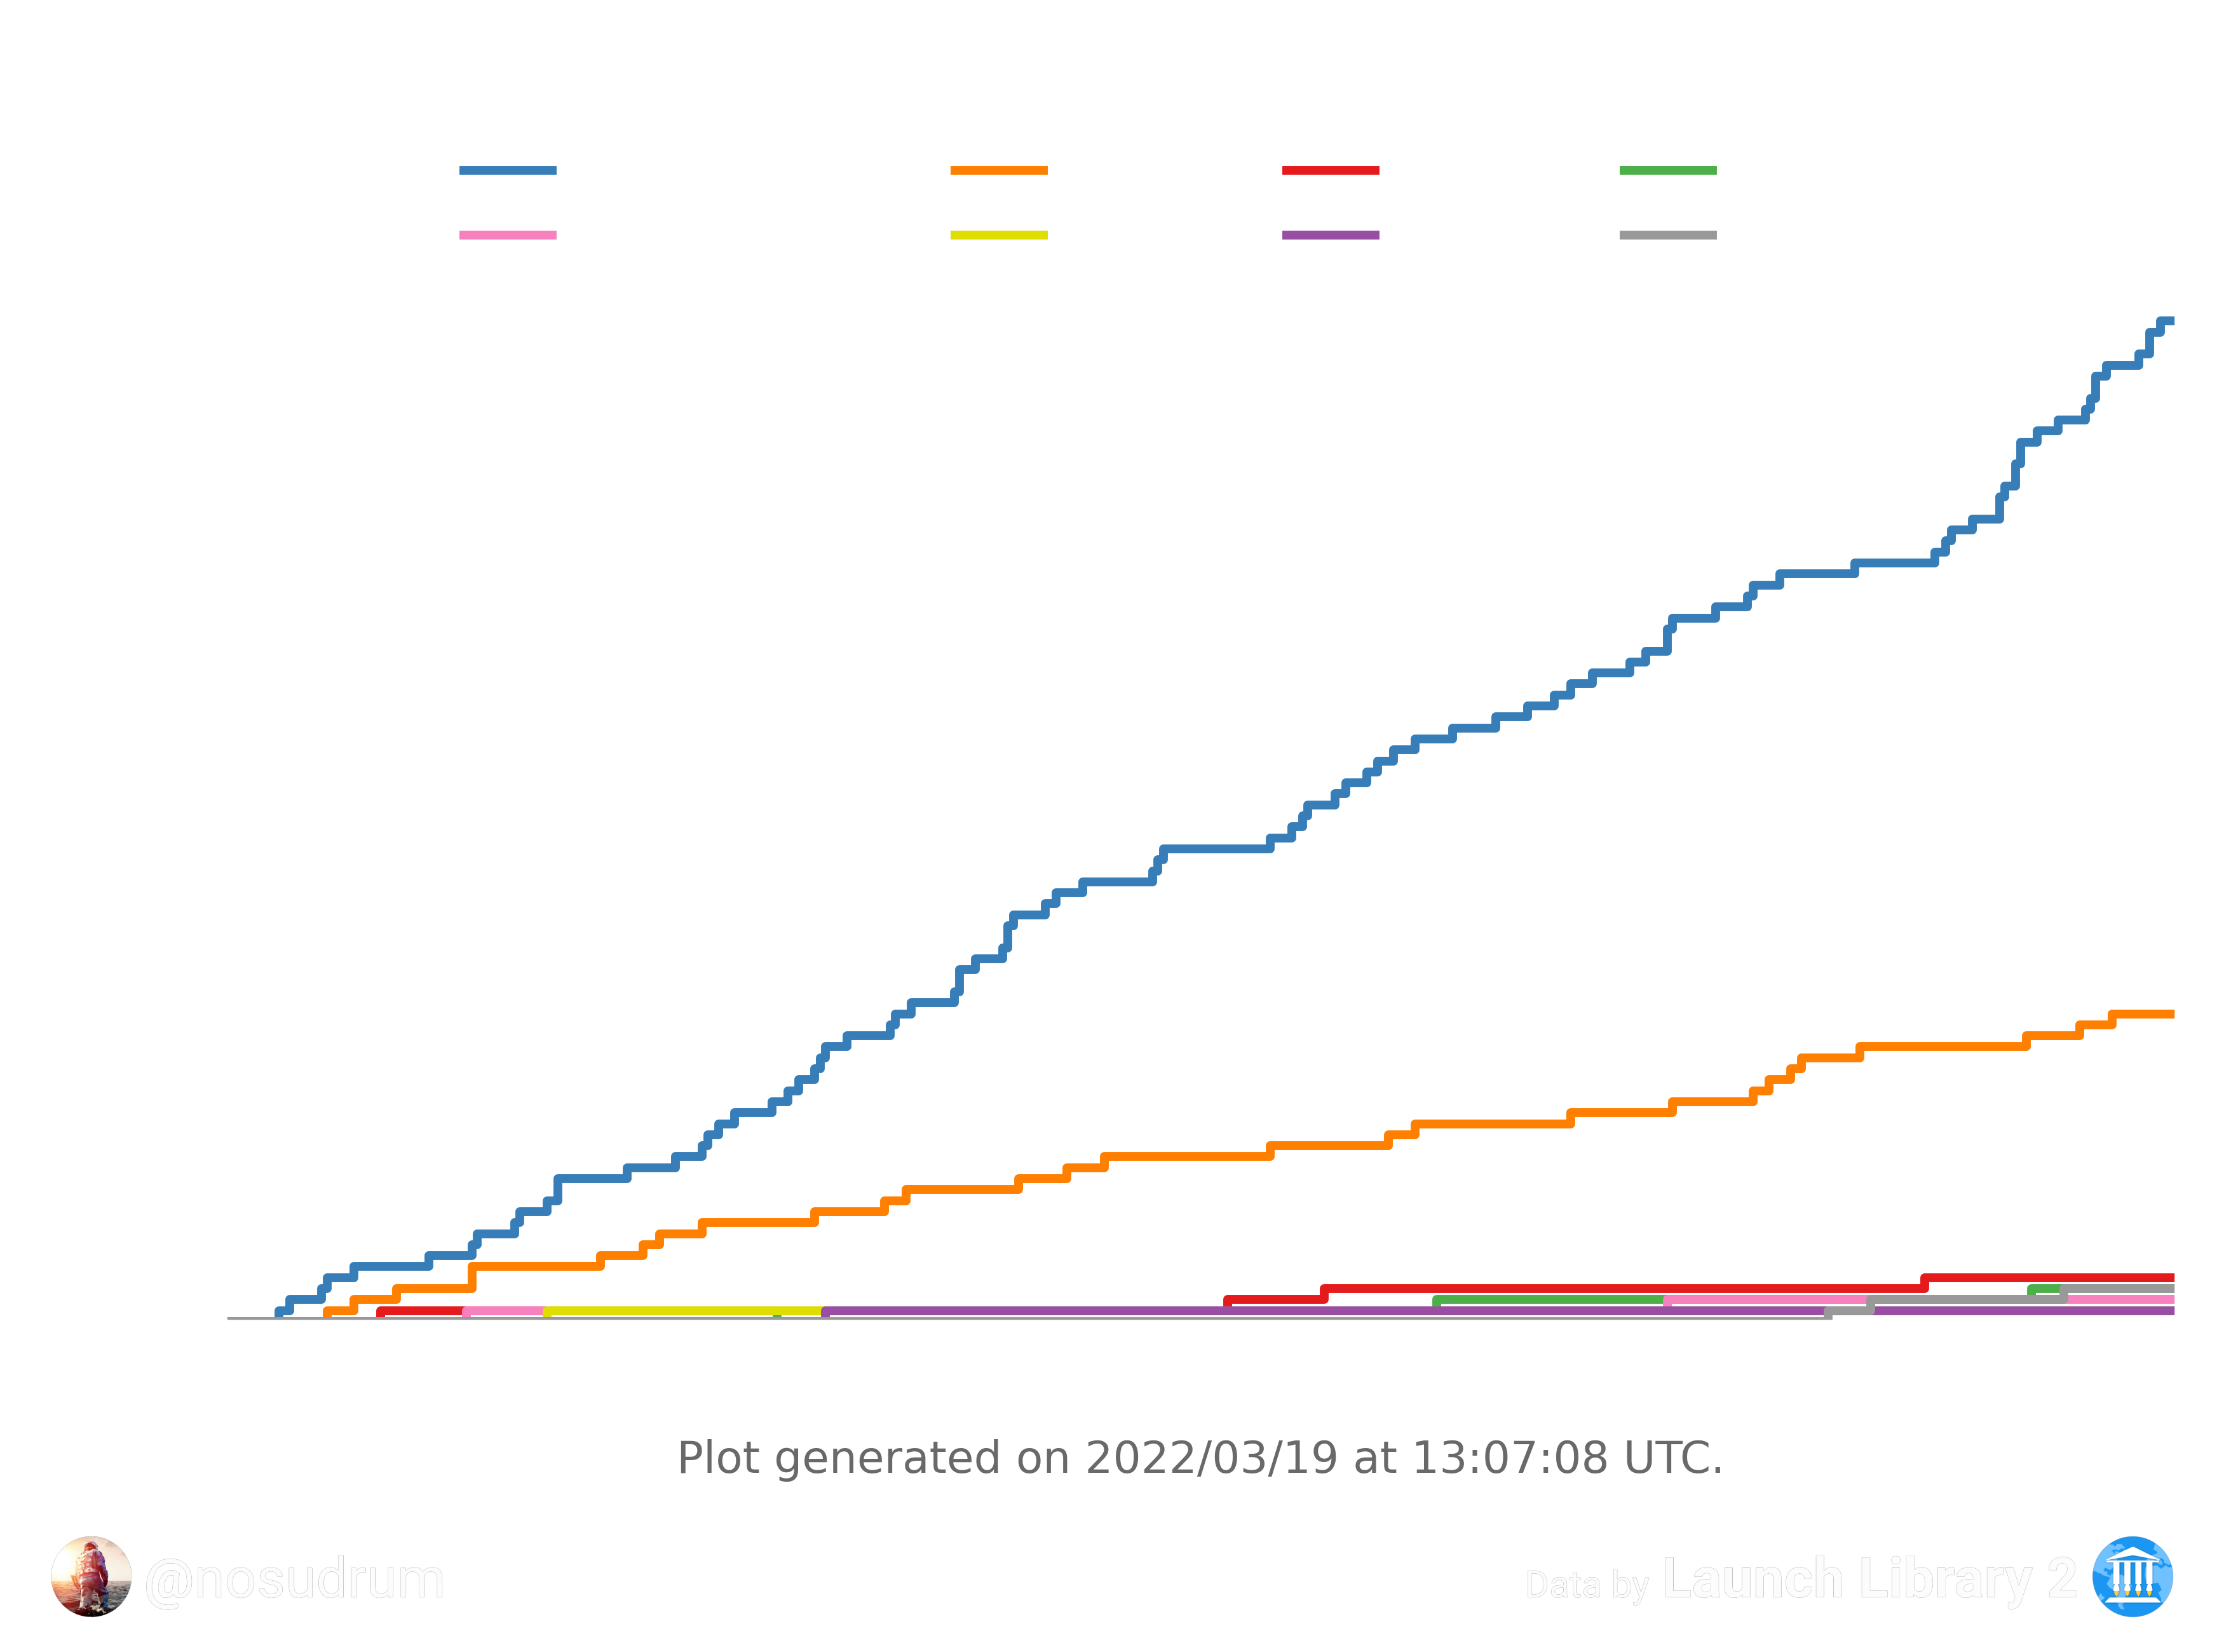 Plot generated on 2022/03/19 at 13:07:08 UTC.
@nosudrum
Data by Launch Library 2